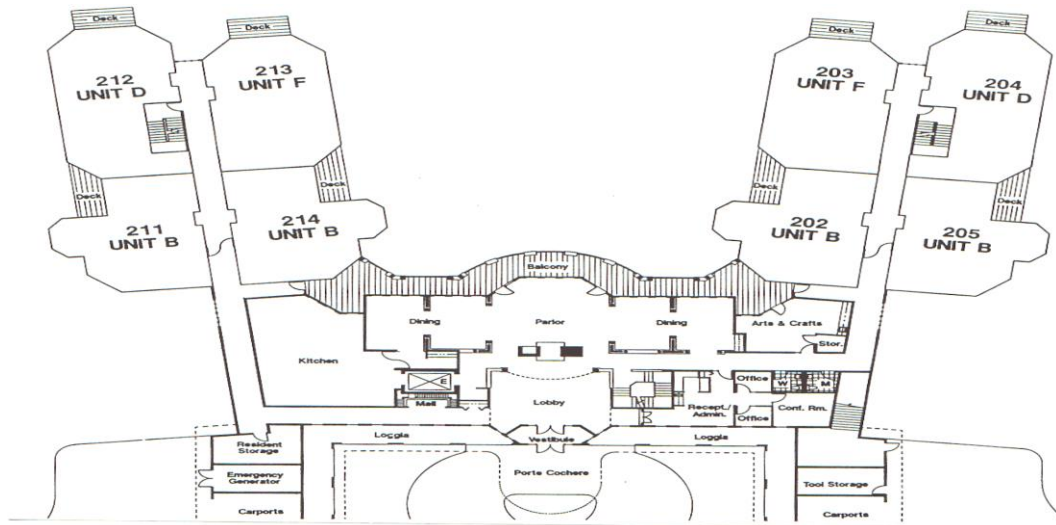 Deck
Deck
Deck
Deck
212
UNIT D
213
UNIT F
203
UNIT F
204
UNIT D
Deck
Deck
Deck
Deck
211
UNIT B
214
UNIT B
202
UNIT B
205
UNIT B
Balcony
Dining
Parlor
Dining
Arts & Crafts
Stor.
Kitchen
E
Mail
Lobby
Office
W
M
Recept./
Admin.
Office
Conf. Rm.
Resident
Storage
Loggia
Vestibule
Loggia
Emergency
Generator
Porte Cochere
Tool Storage
Carports
Carports